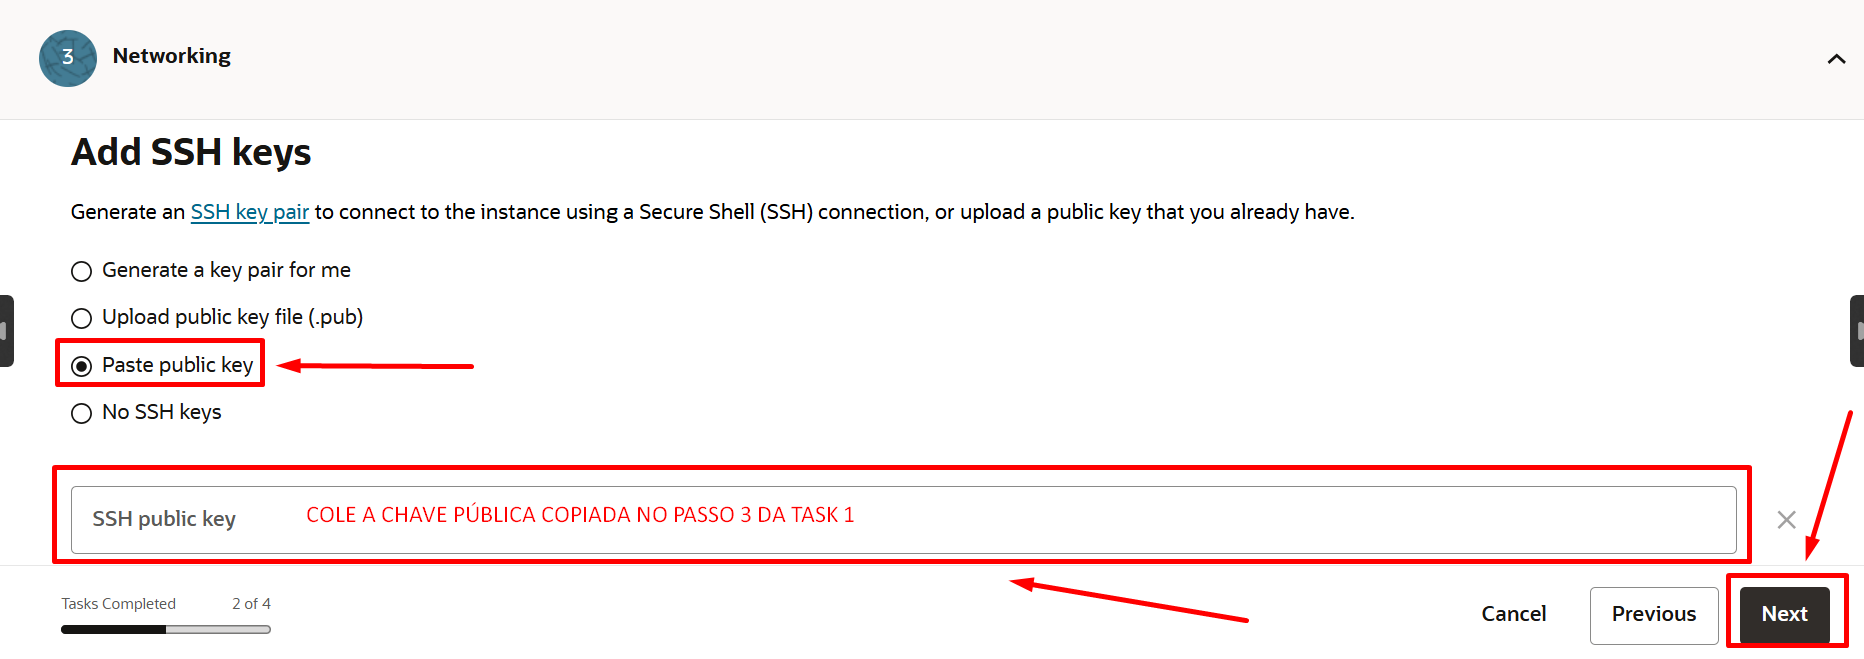 3 Networking
Add SSH keys
Generate an SSH key pair to connect to the instance using a Secure Shell (SSH) connection, or upload a public key that you already have.
Generate a key pair for me
Upload public key file (.pub)
Paste public key
No SSH keys
SSH public key COLE A CHAVE PÚBLICA COPIADA NO PASSO 3 DA TASK 1
Tasks Completed 2 of 4
Cancel Previous Next